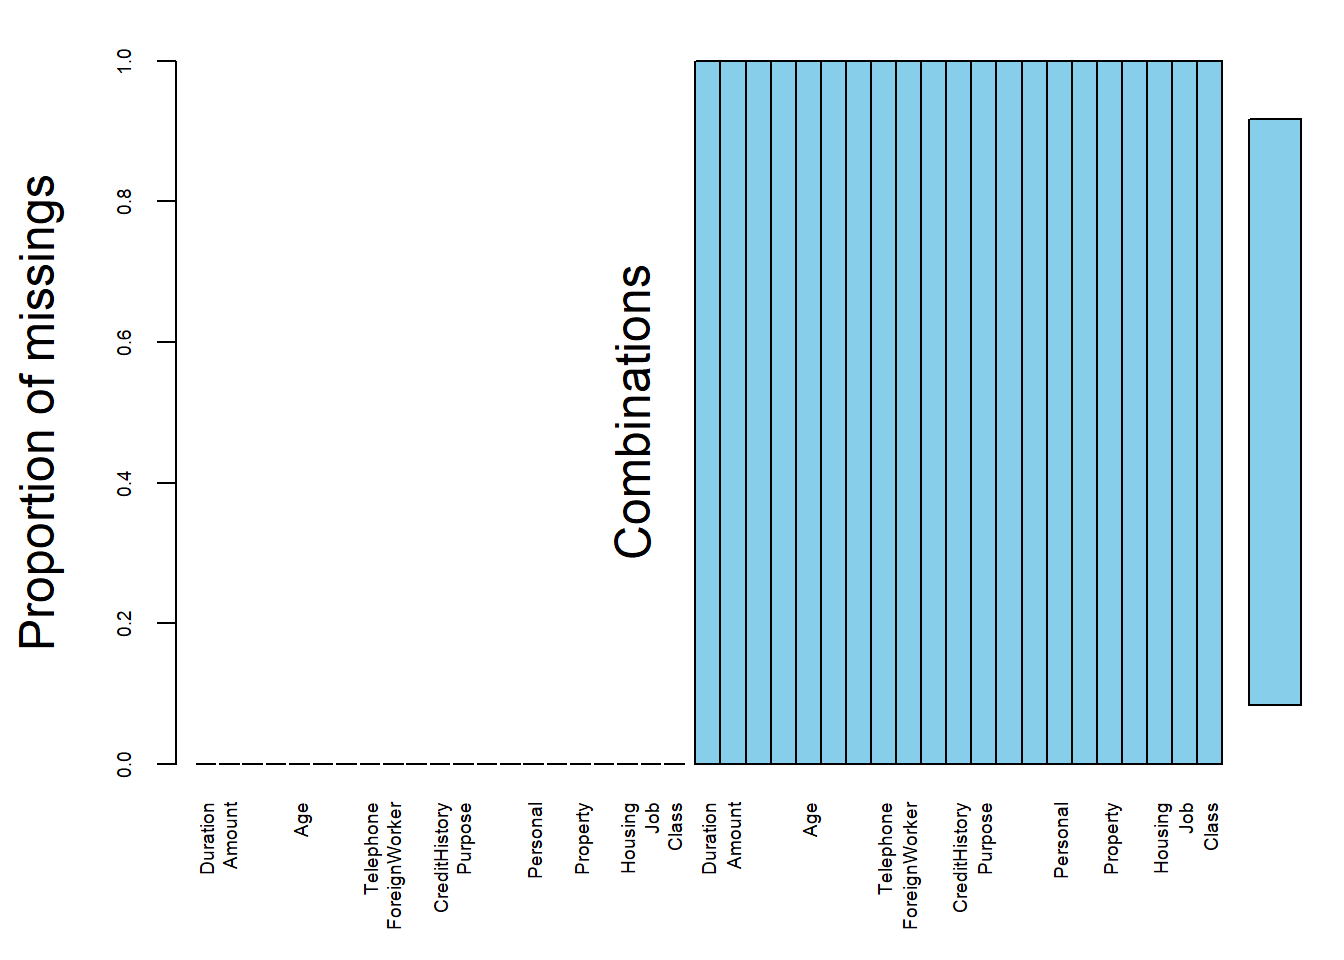 Proportion of missings
1.0
0.8
0.6
0.4
0.2
0.0
Duration
Amount
Age
Telephone
ForeignWorker
CreditHistory
Purpose
Personal
Property
Housing
Job
Class
Combinations
Duration
Amount
Age
Telephone
ForeignWorker
CreditHistory
Purpose
Personal
Property
Housing
Job
Class